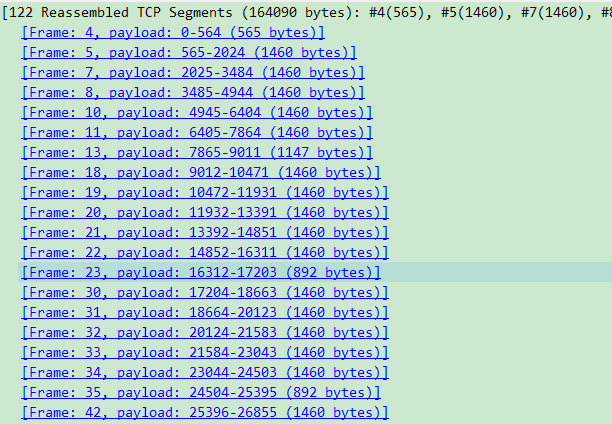 [122 Reassembled TCP Segments (164090 bytes): #4(565), #5(1460), #7(1460), #8
[Frame: 4, payload: 0-564 (565 bytes)]
[Frame: 5, payload: 565-2024 (1460 bytes)]
[Frame: 7, payload: 2025-3484 (1460 bytes)]
[Frame: 8, payload: 3485-4944 (1460 bytes)]
[Frame: 10, payload: 4945-6404 (1460 bytes)]
[Frame: 11, payload: 6405-7864 (1460 bytes)]
[Frame: 13, payload: 7865-9011 (1147 bytes)]
[Frame: 18, payload: 9012-10471 (1460 bytes)]
[Frame: 19, payload: 10472-11931 (1460 bytes)]
[Frame: 20, payload: 11932-13391 (1460 bytes)]
[Frame: 21, payload: 13392-14851 (1460 bytes)]
[Frame: 22, payload: 14852-16311 (1460 bytes)]
[Frame: 23, payload: 16312-17203 (892 bytes)]
[Frame: 30, payload: 17204-18663 (1460 bytes)]
[Frame: 31, payload: 18664-20123 (1460 bytes)]
[Frame: 32, payload: 20124-21583 (1460 bytes)]
[Frame: 33, payload: 21584-23043 (1460 bytes)]
[Frame: 34, payload: 23044-24503 (1460 bytes)]
[Frame: 35, payload: 24504-25395 (892 bytes)]
[Frame: 42, payload: 25396-26855 (1460 bytes)]